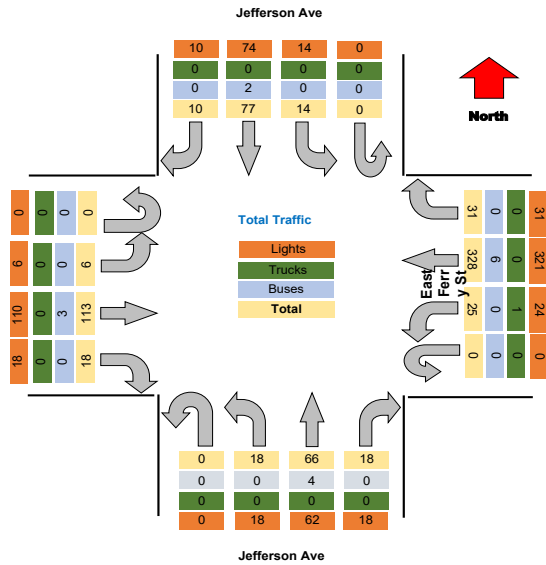 Jefferson Ave
10 74 14 0
0 0 0 0
0 2 0 0
10 77 14 0
North
0 0 0 0
6 0 0 6
110 0 3 113
18 0 0 18
Total Traffic
Lights
Trucks
Buses
Total
31 0 0 31
328 6 0 321
25 0 1 24
0 0 0 0
East
Ferr
y St
0 18 66 18
0 0 4 0
0 0 0 0
0 18 62 18
Jefferson Ave